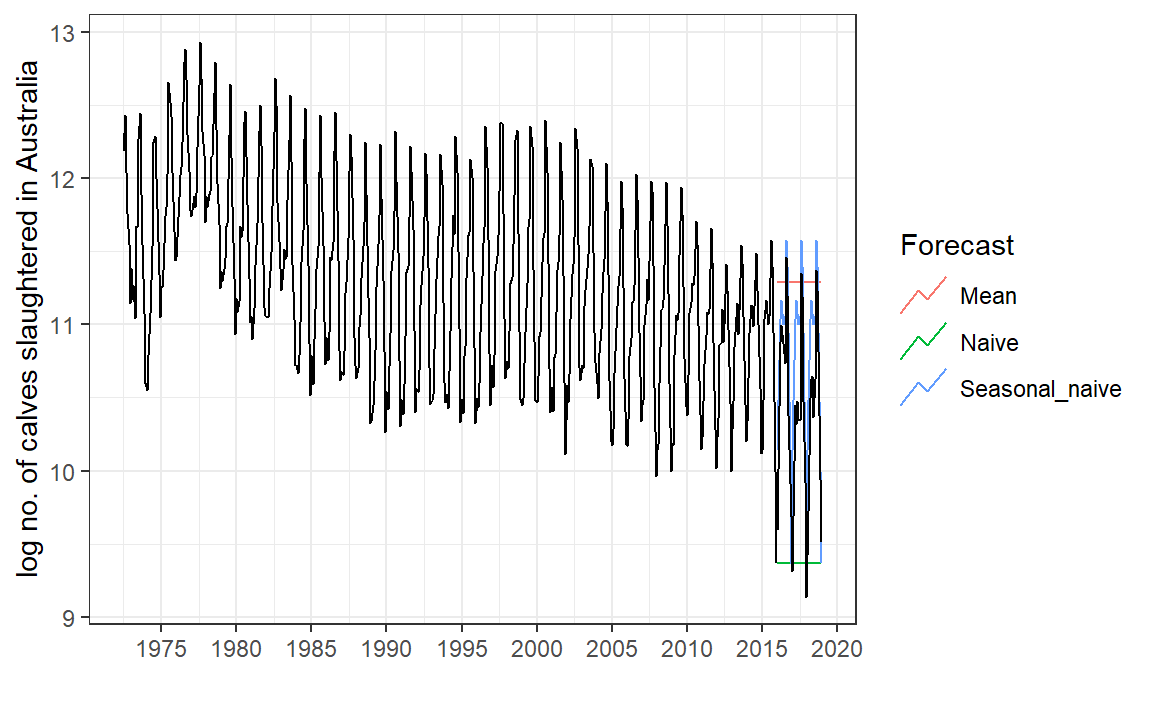 log no. of calves slaughtered in Australia
13
12
11
10
9
1975 1980 1985 1990 1995 2000 2005 2010 2015 2020
Forecast
Mean
Naive
Seasonal_naive